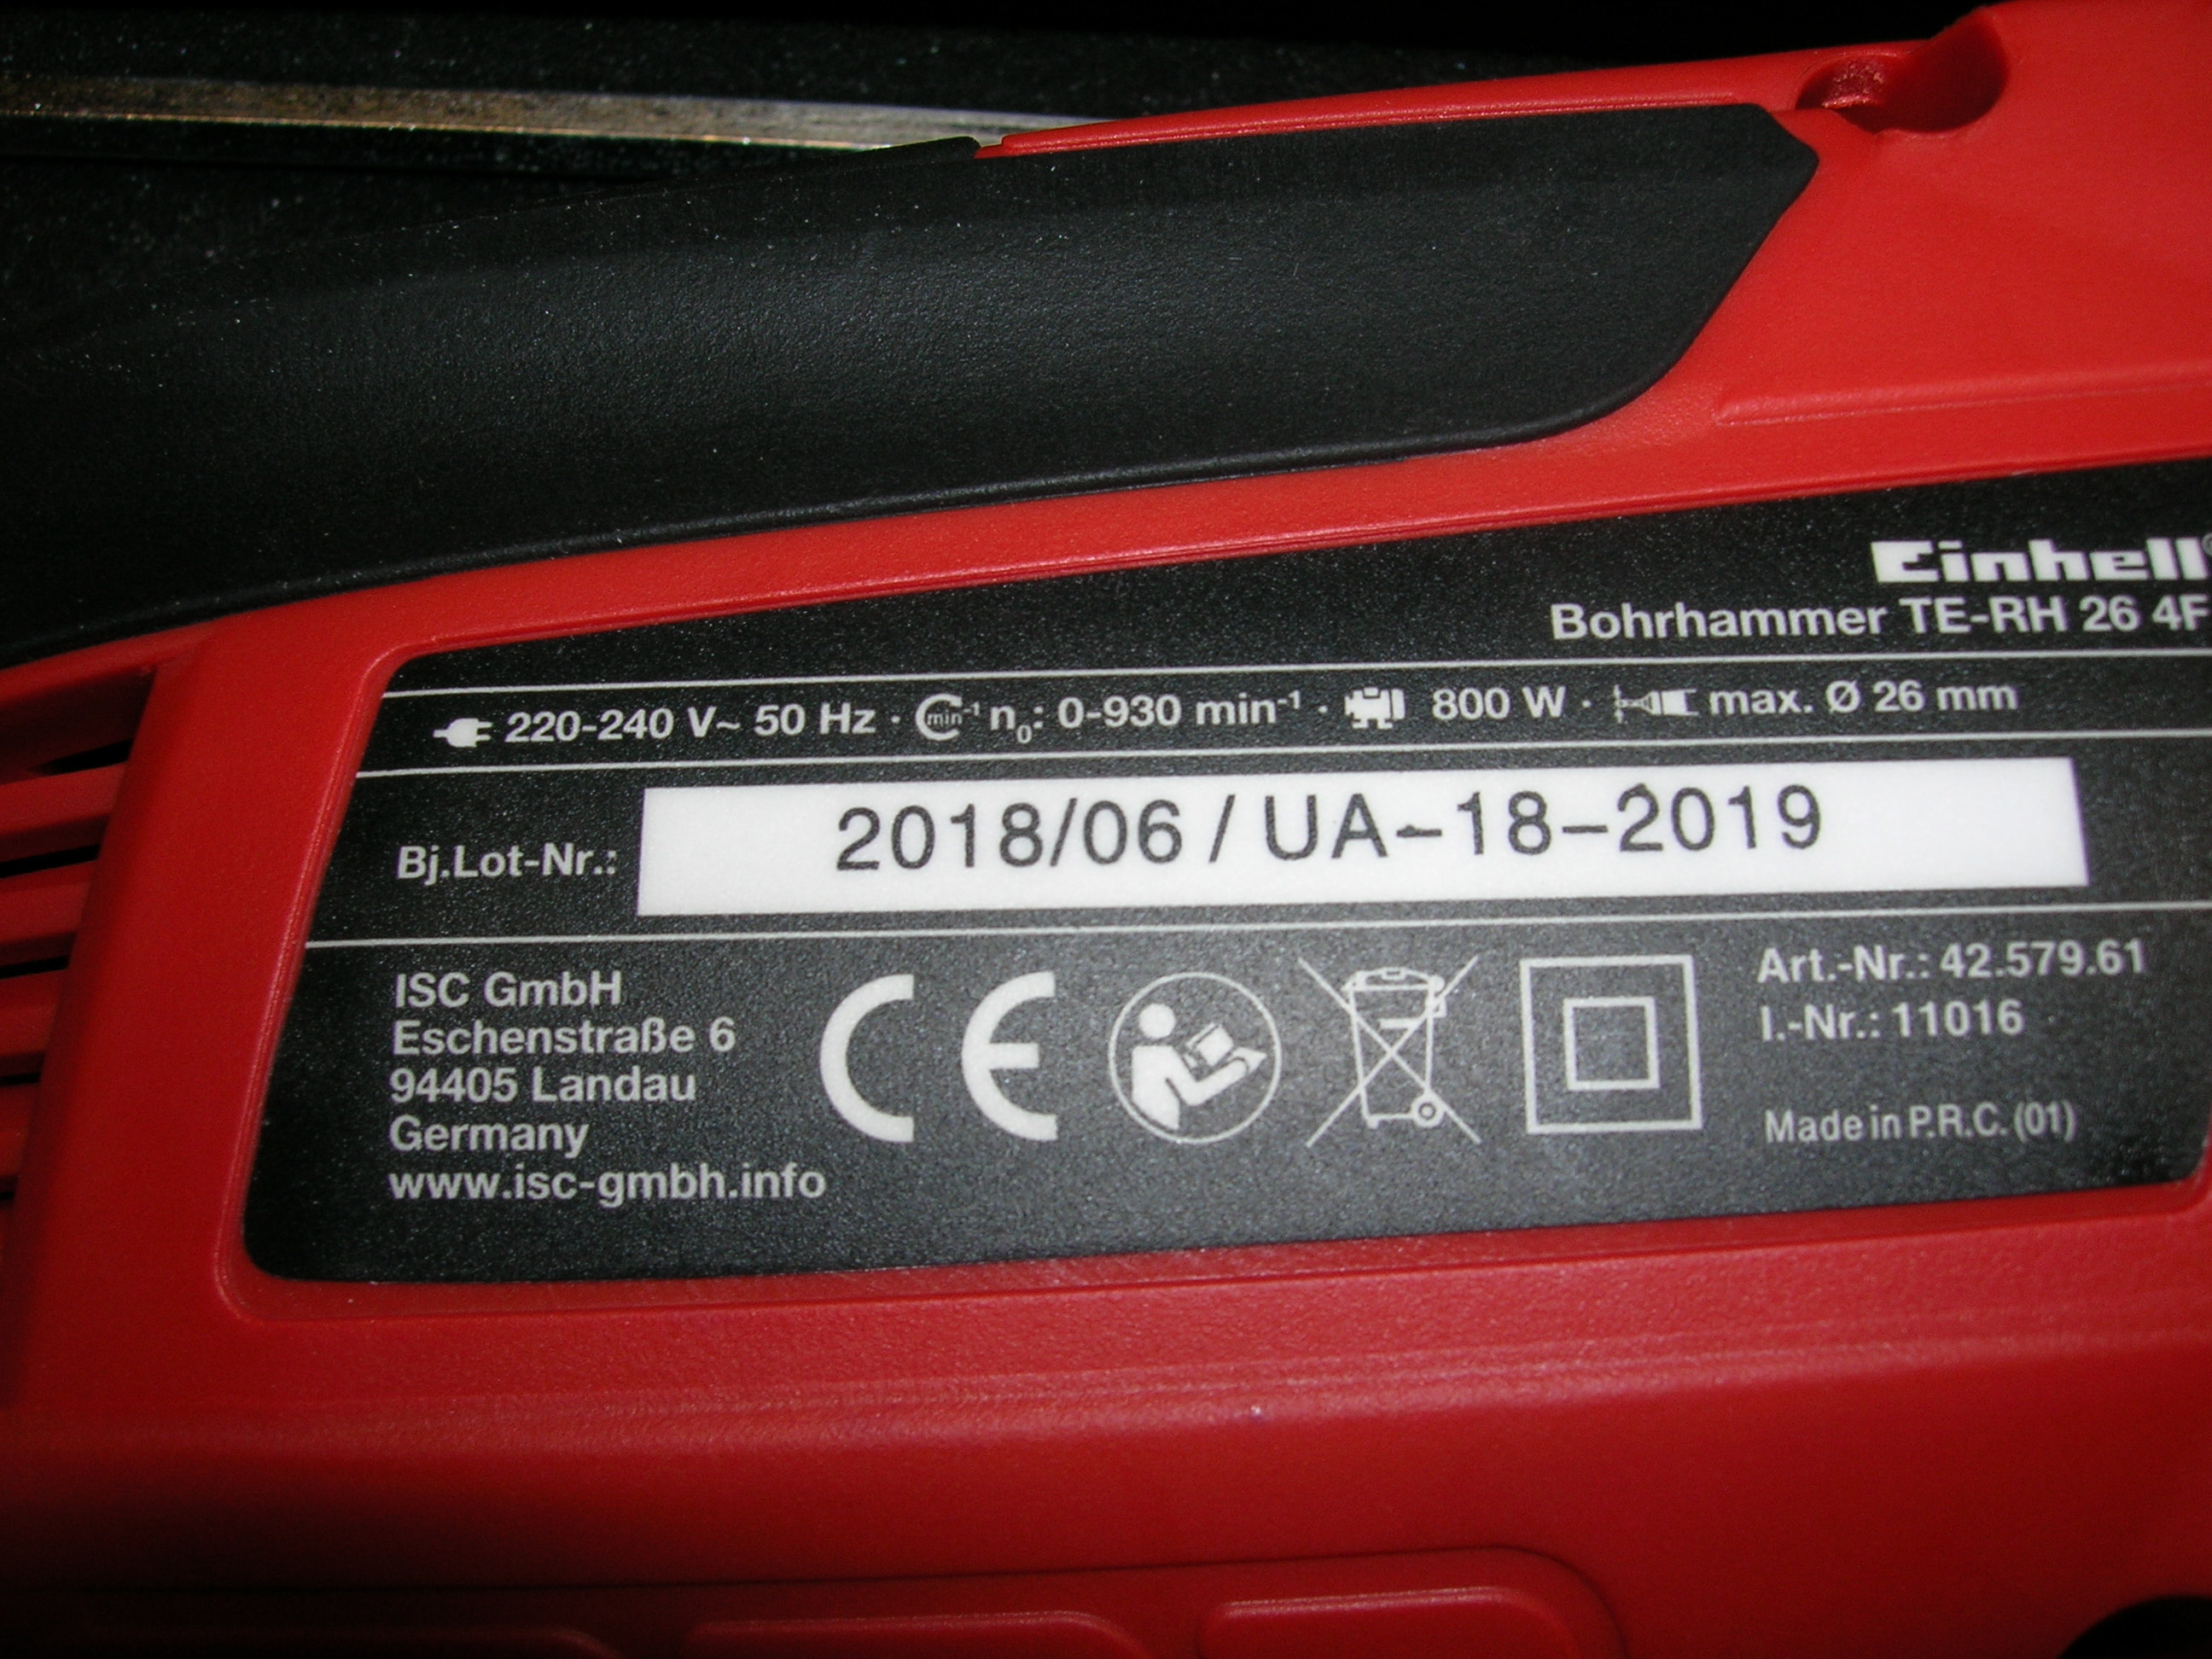 Einhell®
Bohrhammer TE-RH 26 4F
220-240 V~ 50 Hz · min⁻¹ n₀: 0-930 min⁻¹ · 800 W · max. Ø 26 mm
Bj.Lot-Nr.: 2018/06 / UA-18-2019
ISC GmbH
Eschenstraße 6
94405 Landau
Germany
www.isc-gmbh.info
CE
Art.-Nr.: 42.579.61
I.-Nr.: 11016
Made in P.R.C. (01)